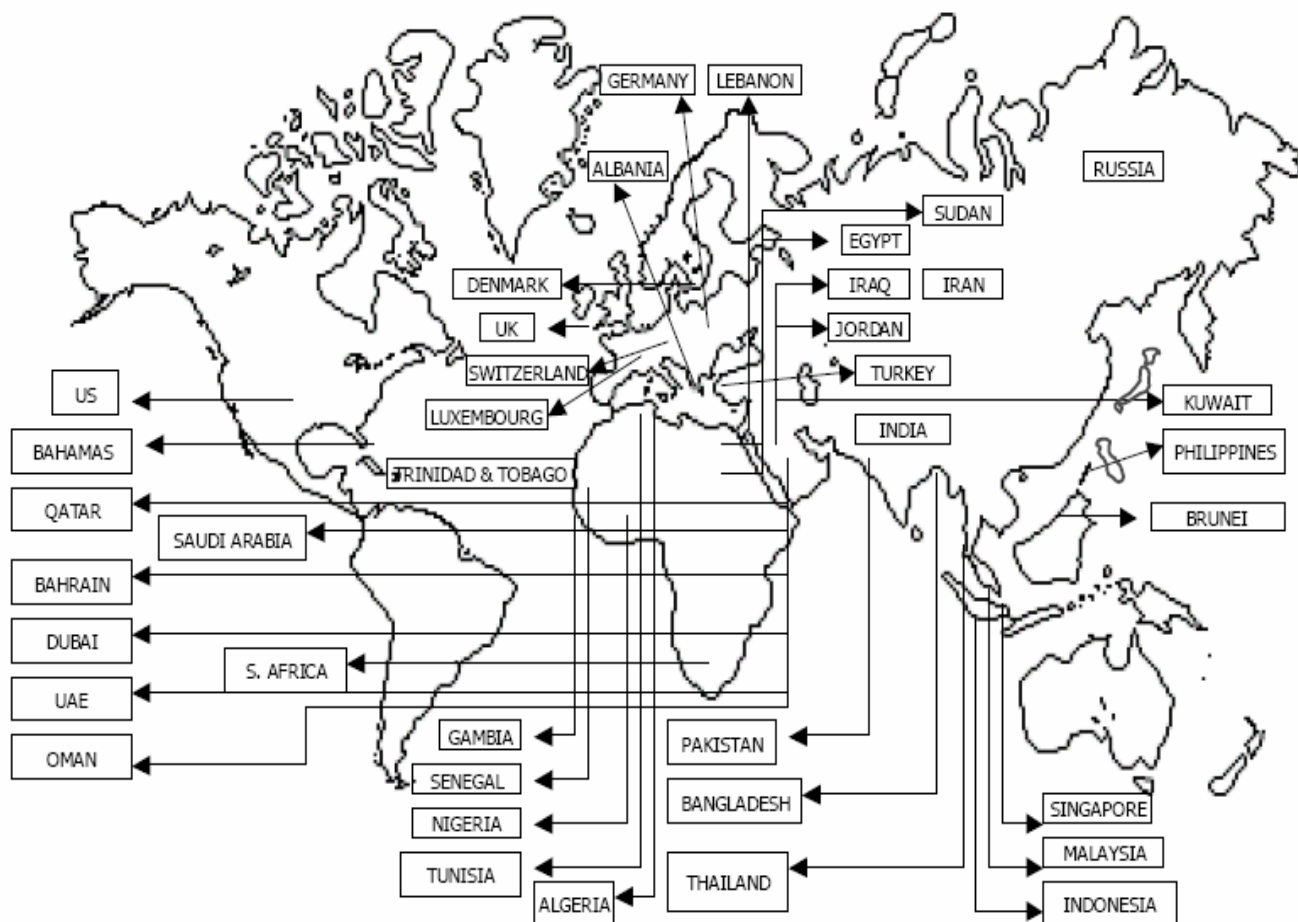 GERMANY
LEBANON
ALBANIA
RUSSIA
SUDAN
EGYPT
DENMARK
IRAQ
IRAN
UK
JORDAN
SWITZERLAND
TURKEY
US
LUXEMBOURG
KUWAIT
BAHAMAS
INDIA
PHILIPPINES
TRINIDAD & TOBAGO
QATAR
BRUNEI
SAUDI ARABIA
BAHRAIN
DUBAI
S. AFRICA
UAE
GAMBIA
PAKISTAN
OMAN
SENEGAL
BANGLADESH
SINGAPORE
NIGERIA
MALAYSIA
TUNISIA
THAILAND
ALGERIA
INDONESIA